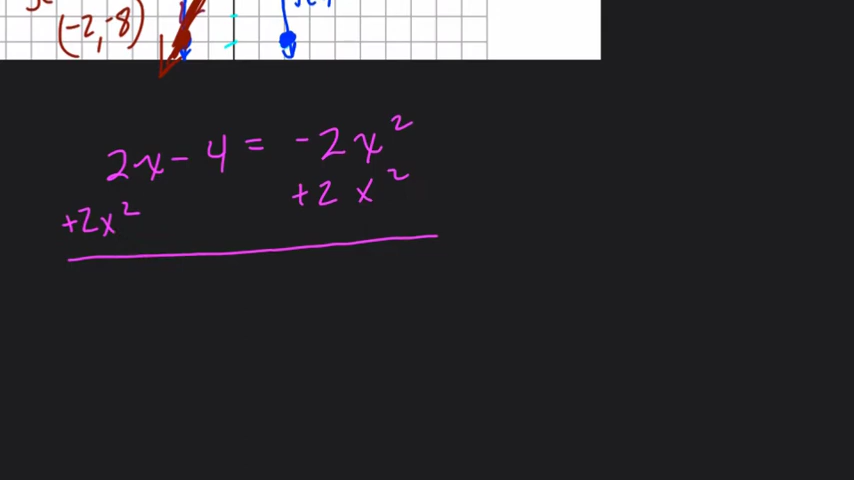 (-2,-8)
2x - 4 = -2x²
+2x² +2x²